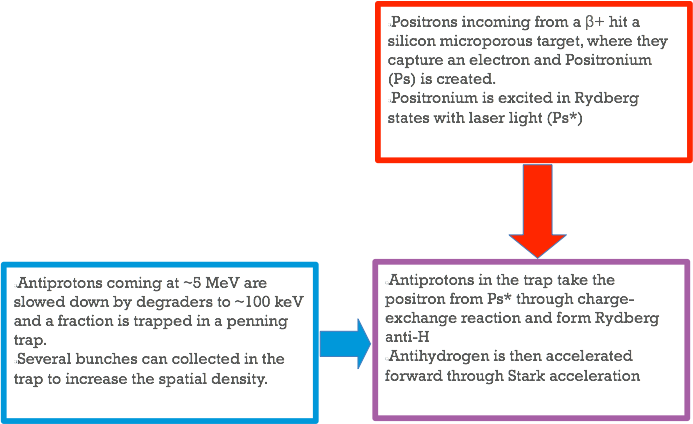 Positrons incoming from a β+ hit a
silicon microporous target, where they
capture an electron and Positronium
(Ps) is created.
Positronium is excited in Rydberg
states with laser light (Ps*)
Antiprotons coming at ~5 MeV are
slowed down by degraders to ~100 keV
and a fraction is trapped in a penning
trap.
Several bunches can collected in the
trap to increase the spatial density.
Antiprotons in the trap take the
positron from Ps* through charge-
exchange reaction and form Rydberg
anti-H
Antihydrogen is then accelerated
forward through Stark acceleration